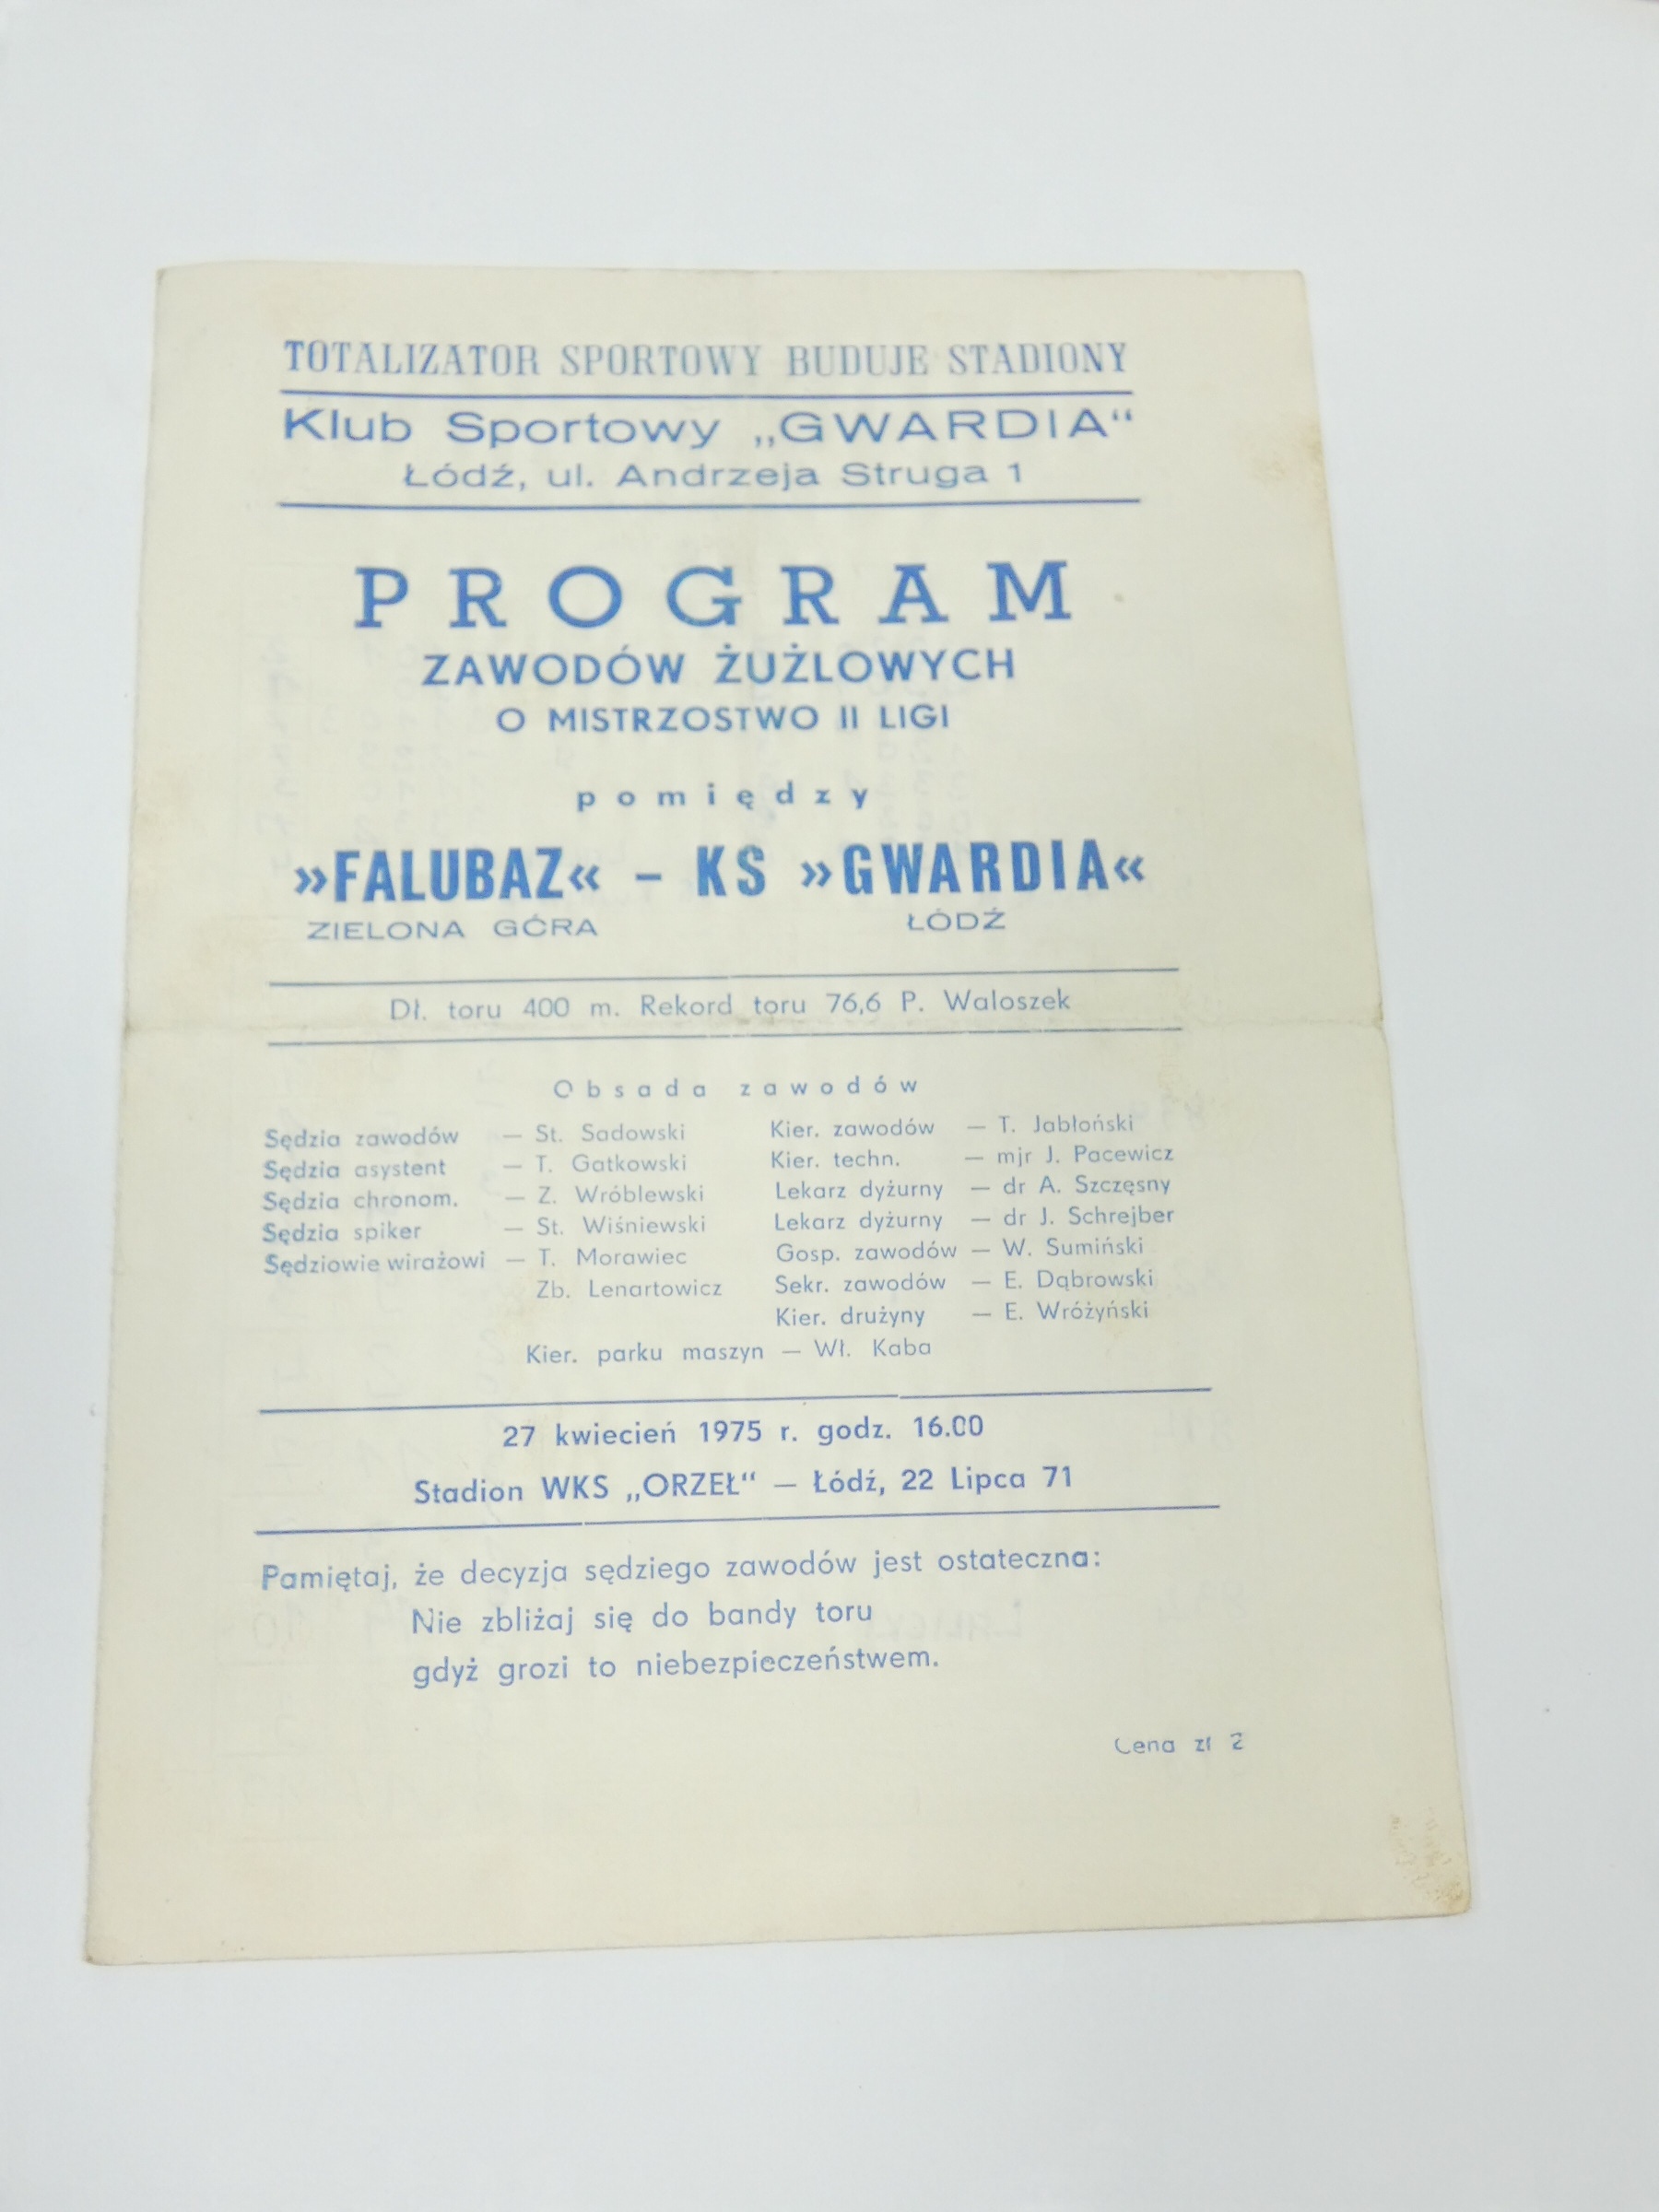 TOTALIZATOR SPORTOWY BUDUJE STADIONY
Klub Sportowy „GWARDIA“
Łódź, ul. Andrzeja Struga 1
PROGRAM
ZAWODÓW ŻUŻLOWYCH
O MISTRZOSTWO II LIGI
pomiędzy
»FALUBAZ« – KS »GWARDIA«
ZIELONA GÓRA ŁÓDŹ
Dł. toru 400 m. Rekord toru 76,6 P. Waloszek
Obsada zawodów
Sędzia zawodów — St. Sadowski
Sędzia asystent — T. Gatkowski
Sędzia chronom. — Z. Wróblewski
Sędzia spiker — St. Wiśniewski
Sędziowie wirażowi — T. Morawiec
Zb. Lenartowicz
Kier. zawodów — T. Jabłoński
Kier. techn. — mjr J. Pacewicz
Lekarz dyżurny — dr A. Szczęsny
Lekarz dyżurny — dr J. Schrejber
Gosp. zawodów — W. Sumiński
Sekr. zawodów — E. Dąbrowski
Kier. drużyny — E. Wróżyński
Kier. parku maszyn — Wł. Kaba
27 kwiecień 1975 r. godz. 16.00
Stadion WKS „ORZEŁ“ — Łódź, 22 Lipca 71
Pamiętaj, że decyzja sędziego zawodów jest ostateczna:
Nie zbliżaj się do bandy toru
gdyż grozi to niebezpieczeństwem.
Cena zł 2